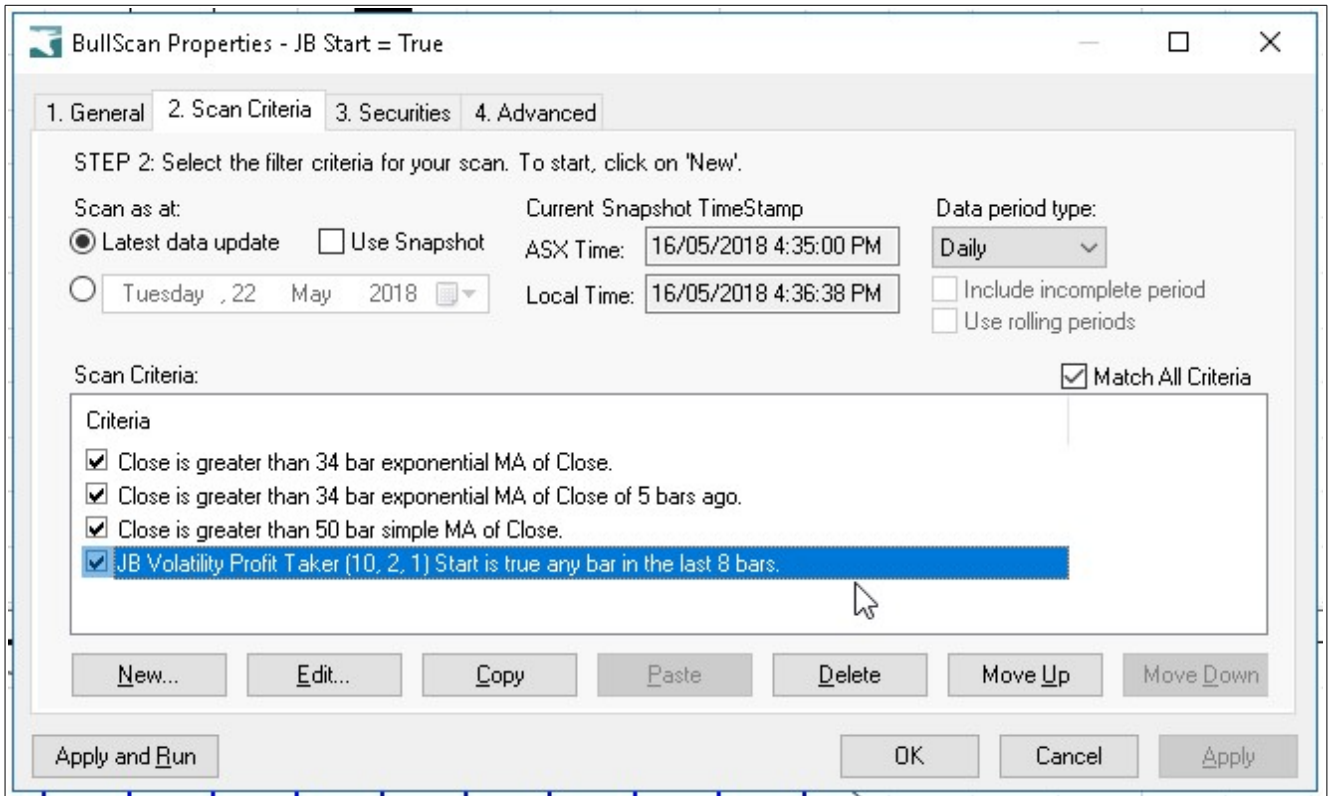 BullScan Properties - JB Start = True
1. General 2. Scan Criteria 3. Securities 4. Advanced
STEP 2: Select the filter criteria for your scan. To start, click on 'New'.
Scan as at: Current Snapshot TimeStamp Data period type:
Latest data update Use Snapshot ASX Time: 16/05/2018 4:35:00 PM Daily
Tuesday , 22 May 2018 Local Time: 16/05/2018 4:36:38 PM Include incomplete period
Use rolling periods
Scan Criteria: Match All Criteria
Criteria
Close is greater than 34 bar exponential MA of Close.
Close is greater than 34 bar exponential MA of Close of 5 bars ago.
Close is greater than 50 bar simple MA of Close.
JB Volatility Profit Taker (10, 2, 1) Start is true any bar in the last 8 bars.
New... Edit... Copy Paste Delete Move Up Move Down
Apply and Run OK Cancel Apply